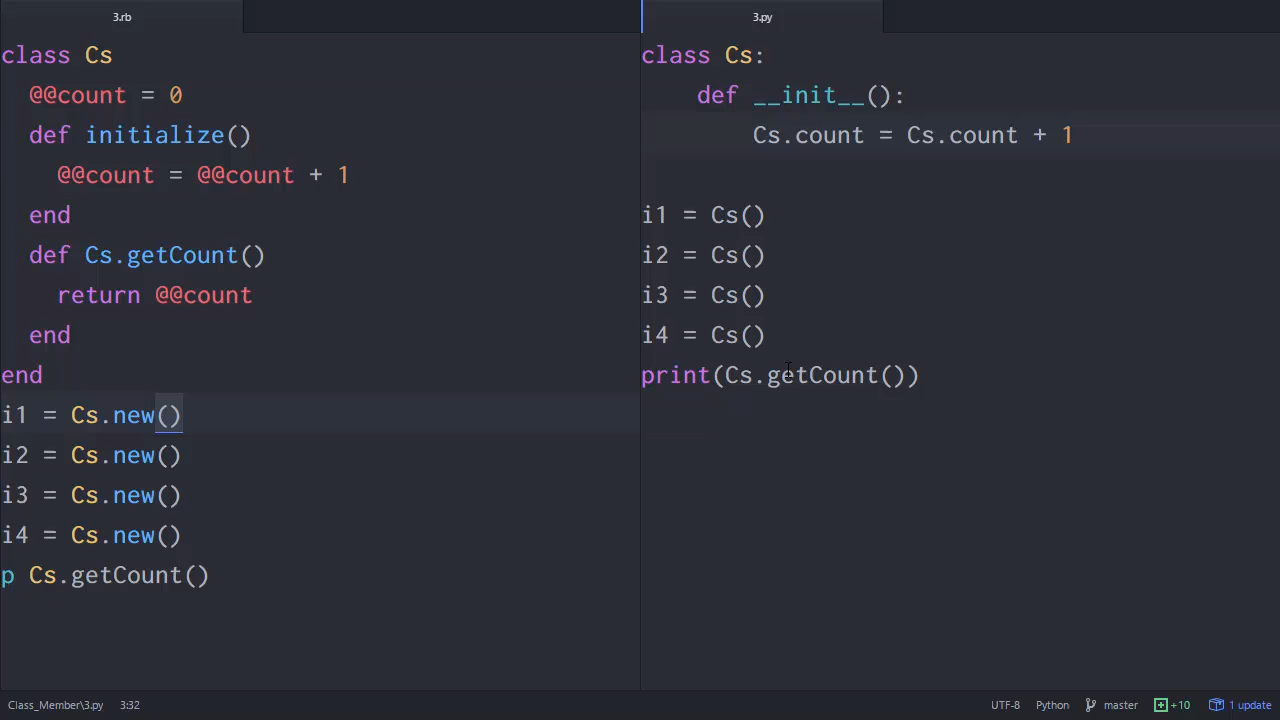 3.rb
class Cs
  @@count = 0
  def initialize()
    @@count = @@count + 1
  end
  def Cs.getCount()
    return @@count
  end
end
i1 = Cs.new()
i2 = Cs.new()
i3 = Cs.new()
i4 = Cs.new()
p Cs.getCount()
3.py
class Cs:
    def __init__():
        Cs.count = Cs.count + 1
i1 = Cs()
i2 = Cs()
i3 = Cs()
i4 = Cs()
print(Cs.getCount())
Class_Member\3.py 3:32 UTF-8 Python master +10 1 update